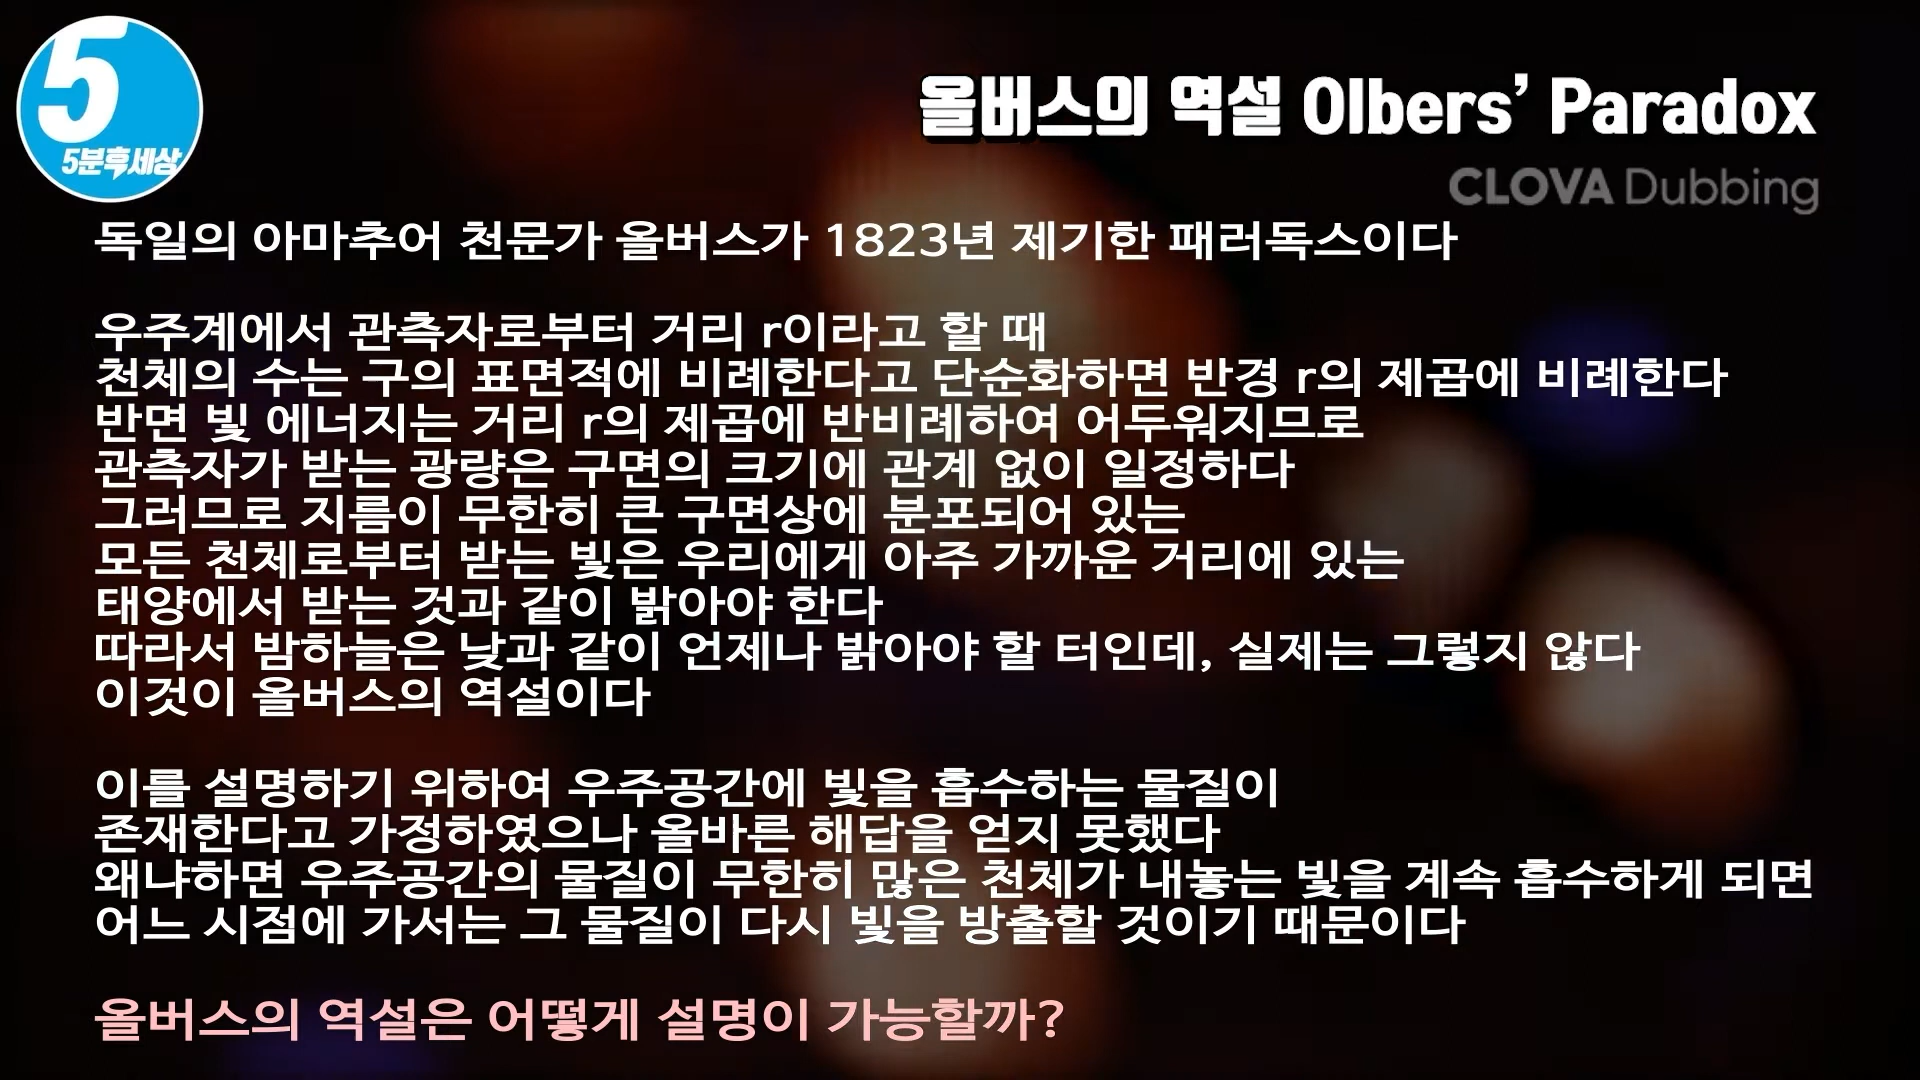 5
5분후세상
올버스의 역설 Olbers’ Paradox
CLOVA Dubbing
독일의 아마추어 천문가 올버스가 1823년 제기한 패러독스이다
우주계에서 관측자로부터 거리 r이라고 할 때
천체의 수는 구의 표면적에 비례한다고 단순화하면 반경 r의 제곱에 비례한다
반면 빛 에너지는 거리 r의 제곱에 반비례하여 어두워지므로
관측자가 받는 광량은 구면의 크기에 관계 없이 일정하다
그러므로 지름이 무한히 큰 구면상에 분포되어 있는
모든 천체로부터 받는 빛은 우리에게 아주 가까운 거리에 있는
태양에서 받는 것과 같이 밝아야 한다
따라서 밤하늘은 낮과 같이 언제나 밝아야 할 터인데, 실제는 그렇지 않다
이것이 올버스의 역설이다
이를 설명하기 위하여 우주공간에 빛을 흡수하는 물질이
존재한다고 가정하였으나 올바른 해답을 얻지 못했다
왜냐하면 우주공간의 물질이 무한히 많은 천체가 내놓는 빛을 계속 흡수하게 되면
어느 시점에 가서는 그 물질이 다시 빛을 방출할 것이기 때문이다
올버스의 역설은 어떻게 설명이 가능할까?